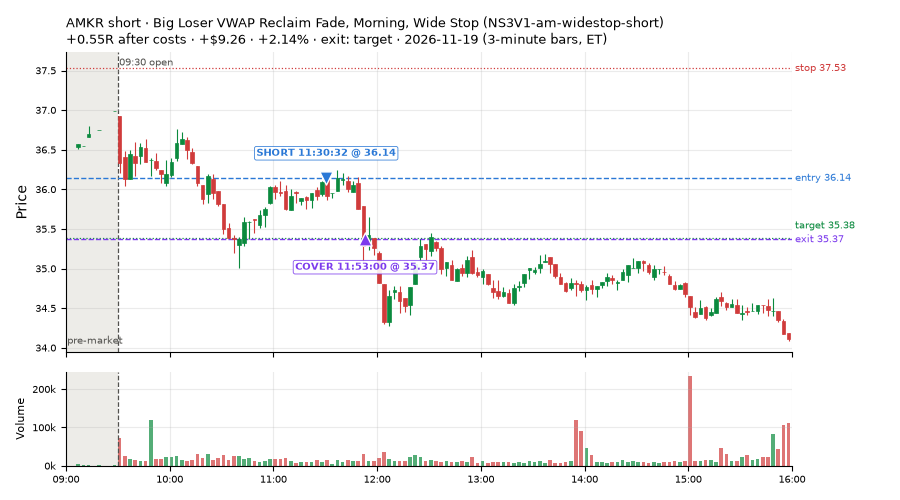 AMKR short · Big Loser VWAP Reclaim Fade, Morning, Wide Stop (NS3V1-am-widestop-short)
+0.55R after costs · +$9.26 · +2.14% · exit: target · 2026-11-19 (3-minute bars, ET)
09:30 open
stop 37.53
37.5
37.0
SHORT 11:30:32 @ 36.14
36.5
entry 36.14
36.0
Price
target 35.38
35.5
exit 35.37
COVER 11:53:00 @ 35.37
35.0
34.5
pre-market
34.0
Volume
200k
100k
0k
09:00
10:00
11:00
12:00
13:00
14:00
15:00
16:00